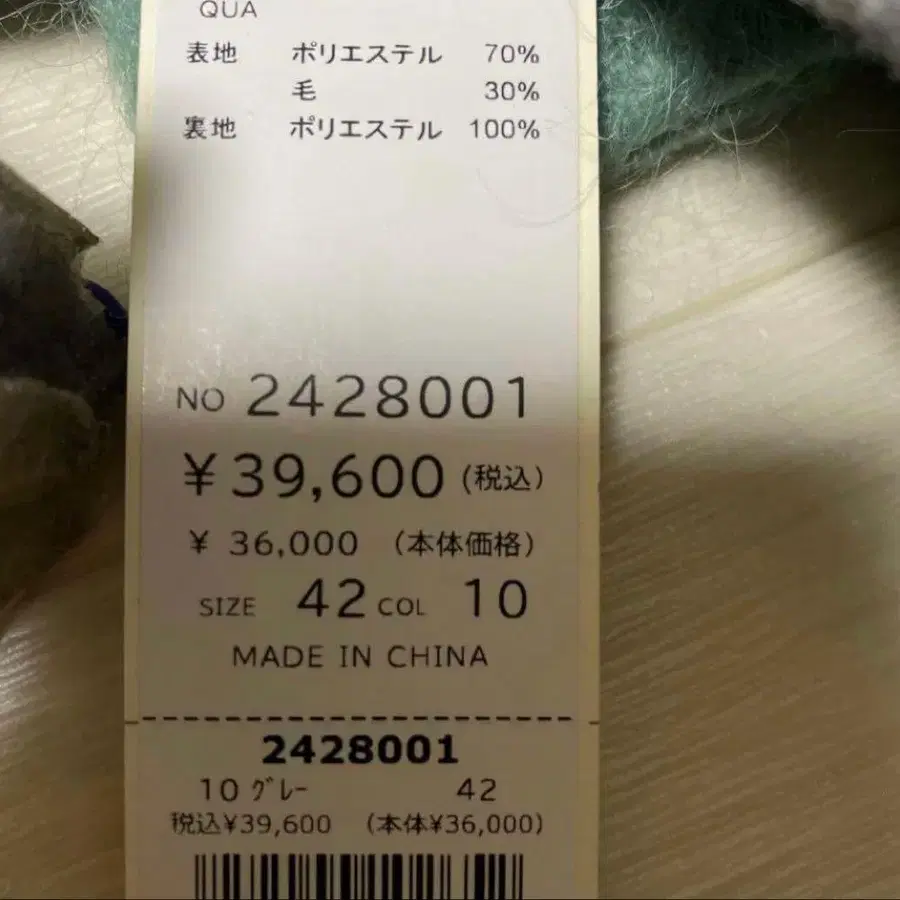 QUA
表地 ポリエステル 70%
毛 30%
裏地 ポリエステル 100%
NO 2428001
¥39,600 (税込)
¥ 36,000 (本体価格)
SIZE 42 COL 10
MADE IN CHINA
2428001
10 グレー 42
税込¥39,600 (本体¥36,000)